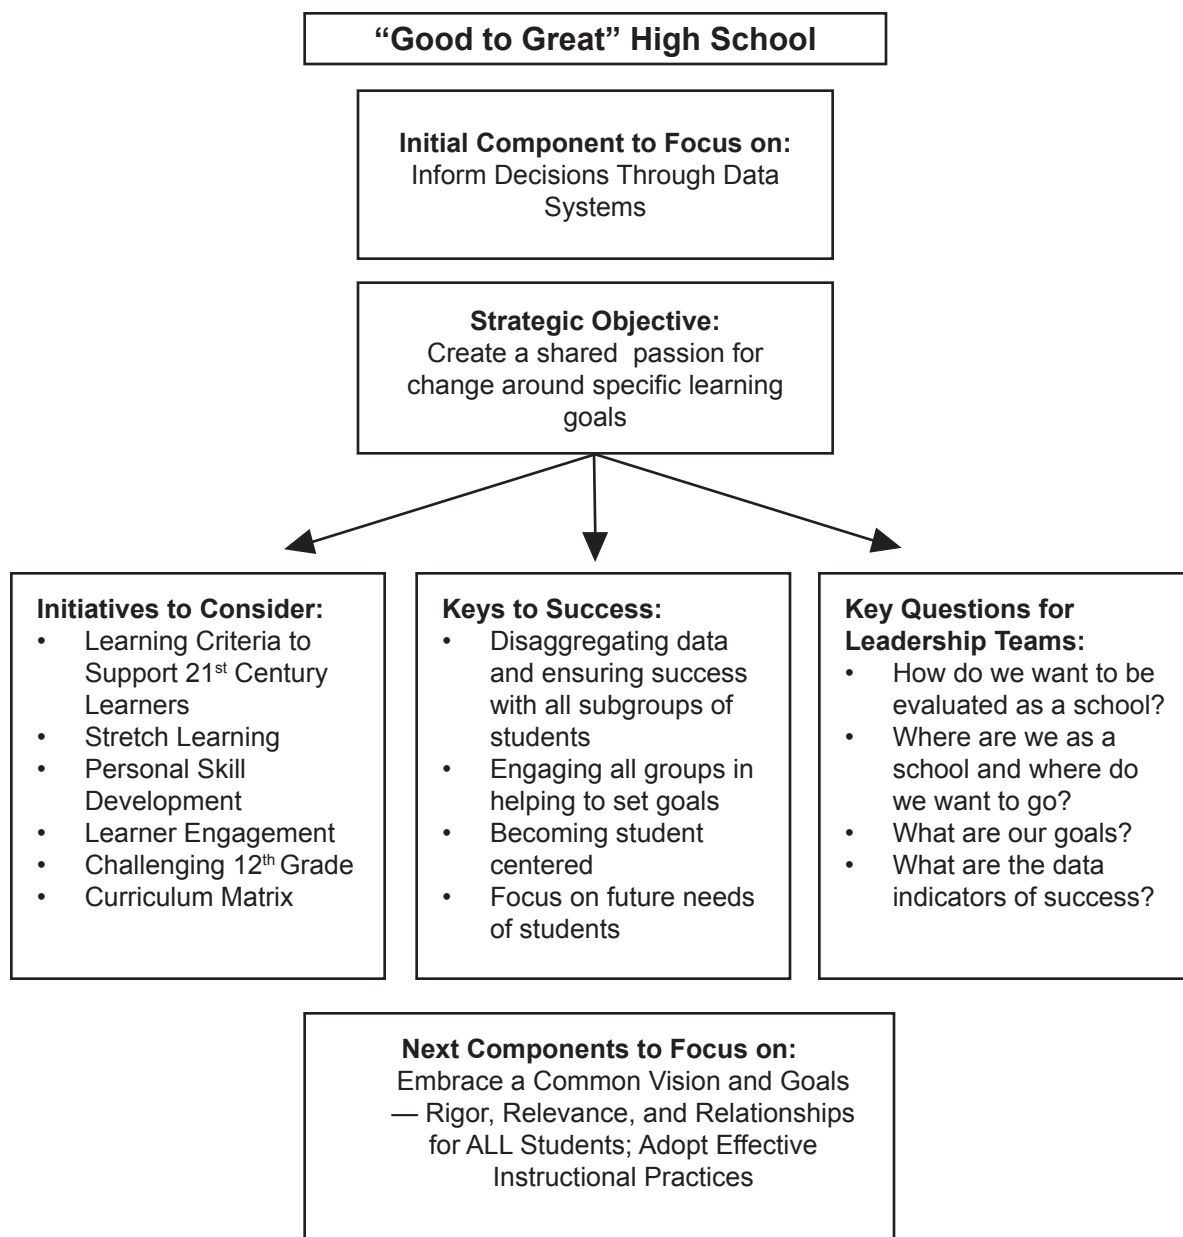 “Good to Great” High School
Initial Component to Focus on:
Inform Decisions Through Data
Systems
Strategic Objective:
Create a shared  passion for
change around specific learning
goals
Initiatives to Consider:
• Learning Criteria to
Support 21st Century
Learners
• Stretch Learning
• Personal Skill
Development
• Learner Engagement
• Challenging 12th Grade
• Curriculum Matrix
Keys to Success:
• Disaggregating data
and ensuring success
with all subgroups of
students
• Engaging all groups in
helping to set goals
• Becoming student
centered
• Focus on future needs
of students
Key Questions for
Leadership Teams:
• How do we want to be
evaluated as a school?
• Where are we as a
school and where do
we want to go?
• What are our goals?
• What are the data
indicators of success?
Next Components to Focus on:
Embrace a Common Vision and Goals
— Rigor, Relevance, and Relationships
for ALL Students; Adopt Effective
Instructional Practices